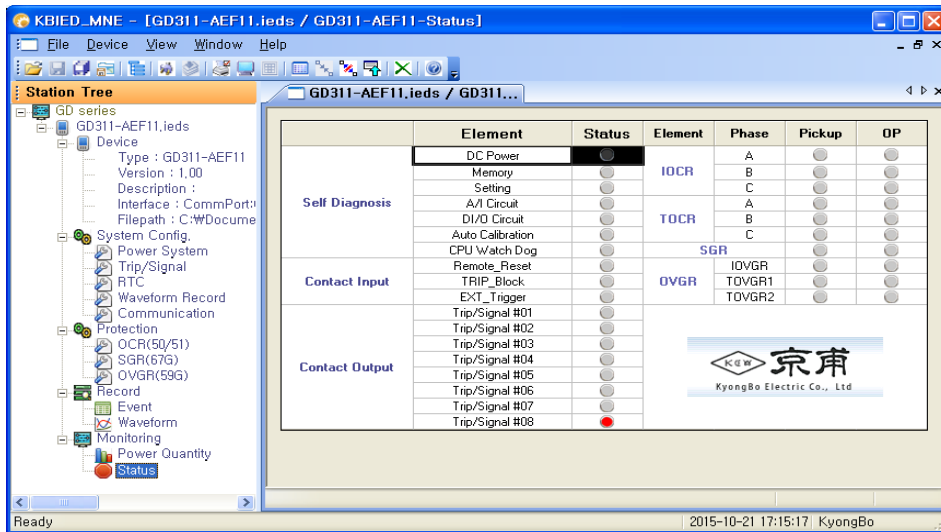 KBIED_MNE - [GD311-AEF11.ieds / GD311-AEF11-Status]
File Device View Window Help
Station Tree
GD series
GD311-AEF11.ieds
Device
Type : GD311-AEF11
Version : 1.00
Description :
Interface : CommPort:
Filepath : C:₩Docume
System Config.
Power System
Trip/Signal
RTC
Waveform Record
Communication
Protection
OCR(50/51)
SGR(67G)
OVGR(59G)
Record
Event
Waveform
Monitoring
Power Quantity
Status
GD311-AEF11.ieds / GD311...
Element Status Element Phase Pickup OP
Self Diagnosis
DC Power
Memory
Setting
A/I Circuit
DI/O Circuit
Auto Calibration
CPU Watch Dog
Contact Input
Remote_Reset
TRIP_Block
EXT_Trigger
Contact Output
Trip/Signal #01
Trip/Signal #02
Trip/Signal #03
Trip/Signal #04
Trip/Signal #05
Trip/Signal #06
Trip/Signal #07
Trip/Signal #08
IOCR
A
B
C
TOCR
A
B
C
SGR
OVGR
IOVGR
TOVGR1
TOVGR2
KBW 京甫
KyongBo Electric Co., Ltd
Ready
2015-10-21 17:15:17 KyongBo